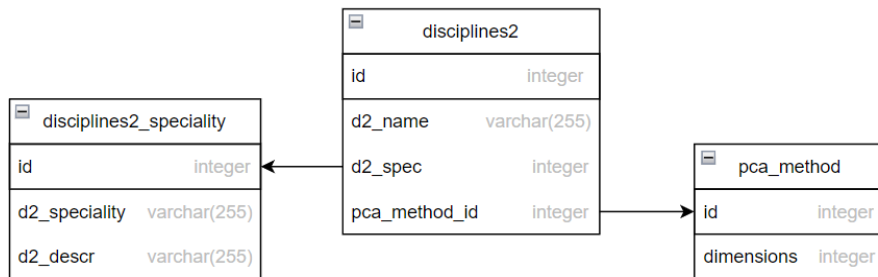 disciplines2
id integer
d2_name varchar(255)
d2_spec integer
pca_method_id integer
disciplines2_speciality
id integer
d2_speciality varchar(255)
d2_descr varchar(255)
pca_method
id integer
dimensions integer